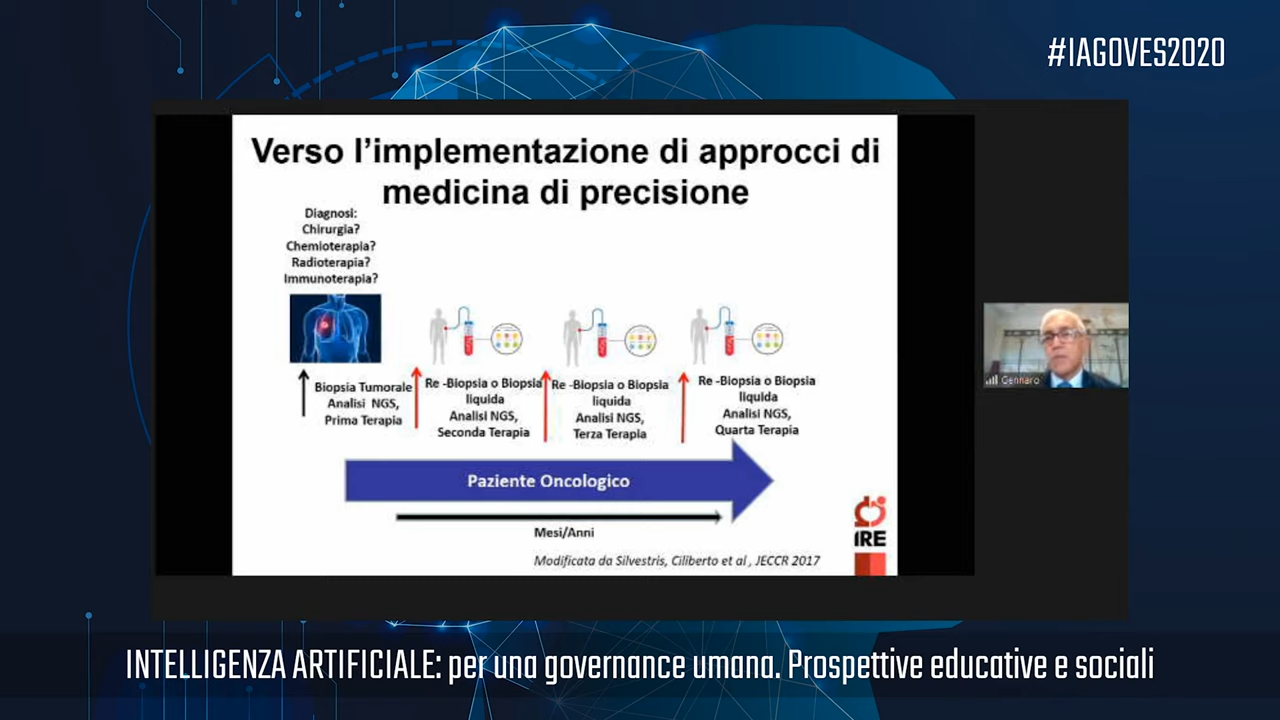 #IAGOVES2020
Verso l'implementazione di approcci di
medicina di precisione
Diagnosi:
Chirurgia?
Chemioterapia?
Radioterapia?
Immunoterapia?
Biopsia Tumorale
Analisi NGS,
Prima Terapia
Re -Biopsia o Biopsia
liquida
Analisi NGS,
Seconda Terapia
Re -Biopsia o Biopsia
liquida
Analisi NGS,
Terza Terapia
Re -Biopsia o Biopsia
liquida
Analisi NGS,
Quarta Terapia
Paziente Oncologico
Mesi/Anni
Modificata da Silvestris, Ciliberto et al , JECCR 2017
IRE
Gennaro
INTELLIGENZA ARTIFICIALE: per una governance umana. Prospettive educative e sociali